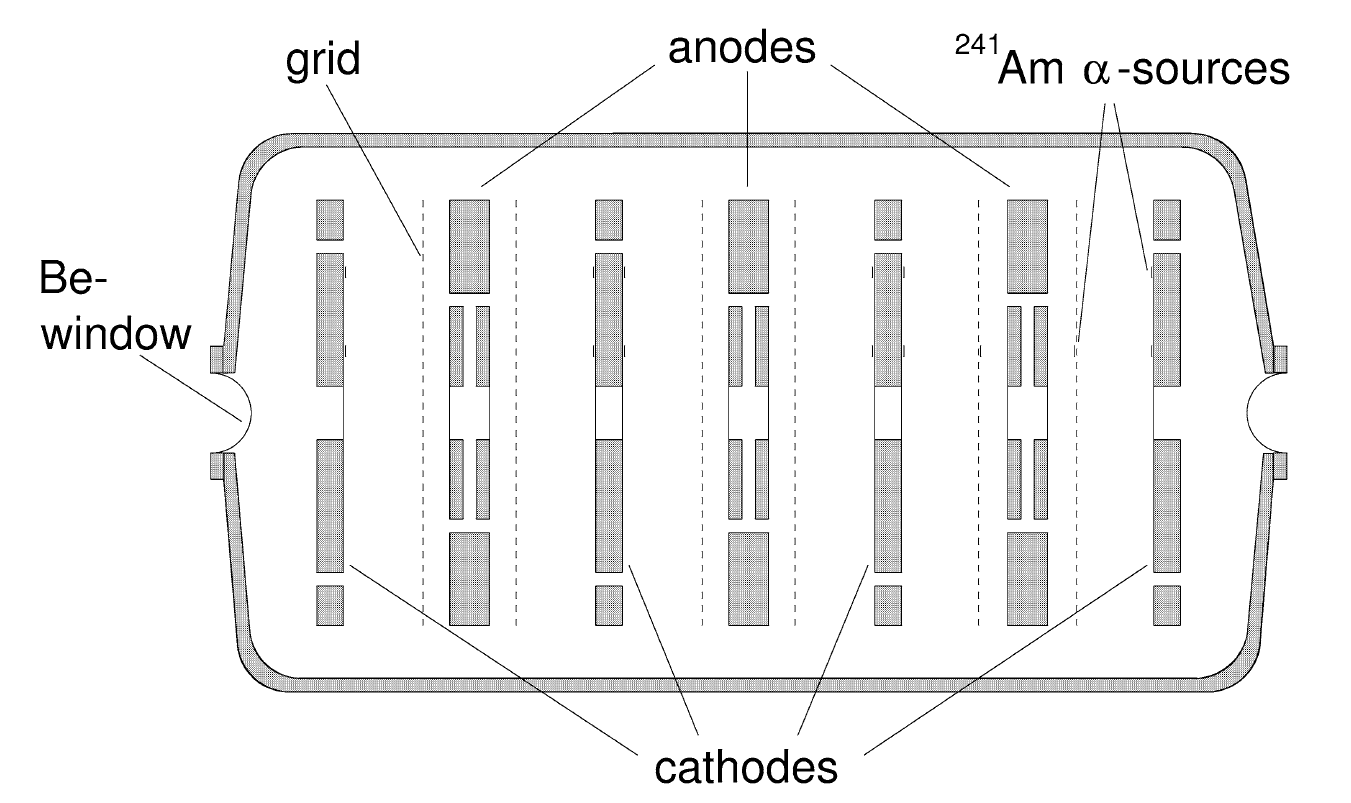 grid
anodes
²⁴¹Am α-sources
Be-
window
cathodes